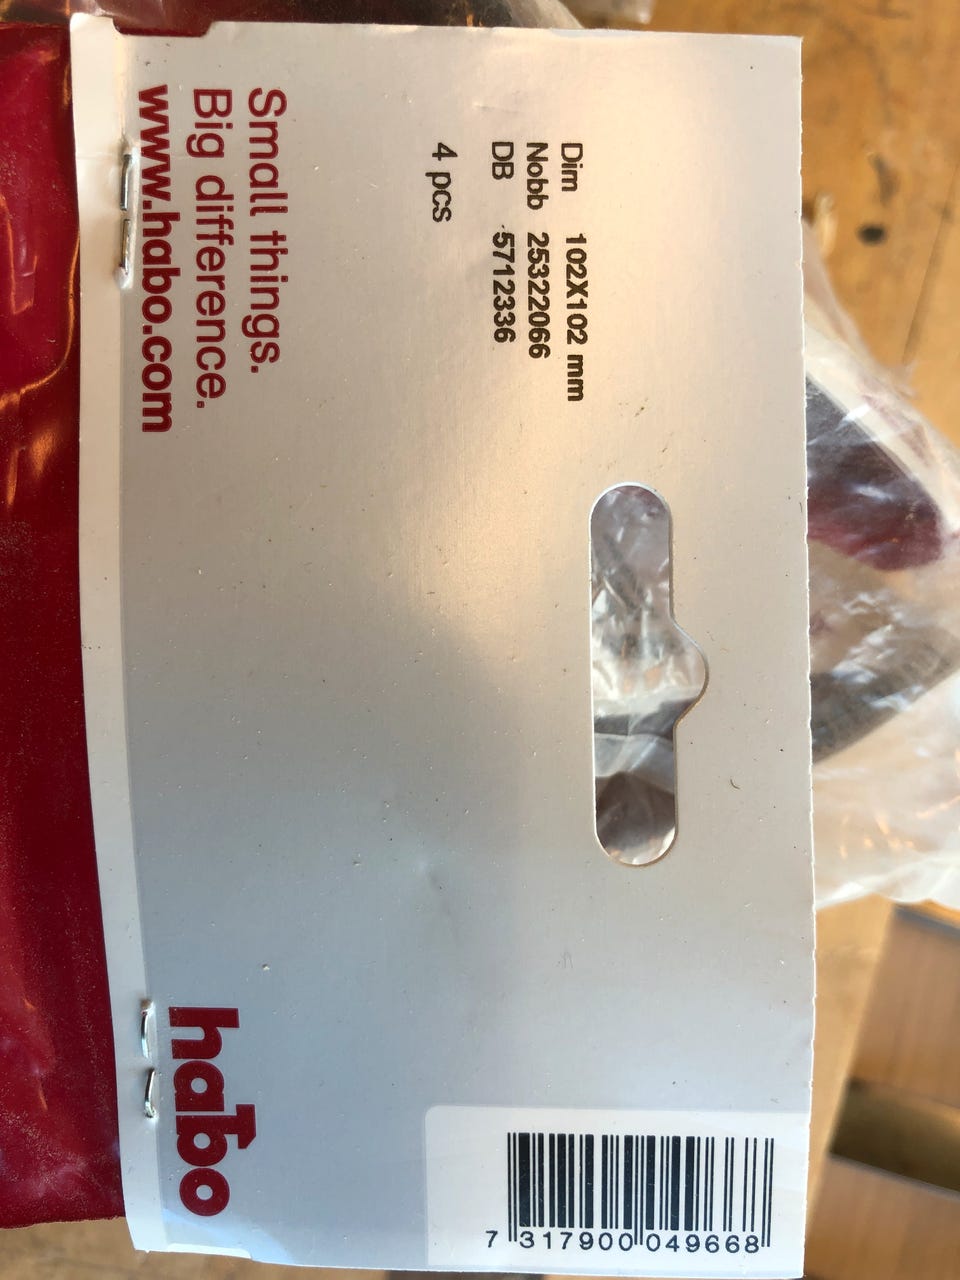 Dim 102X102 mm
Nobb 25322066
DB 5712336
4 pcs
Small things.
Big difference.
www.habo.com
habo
7 317900 049668